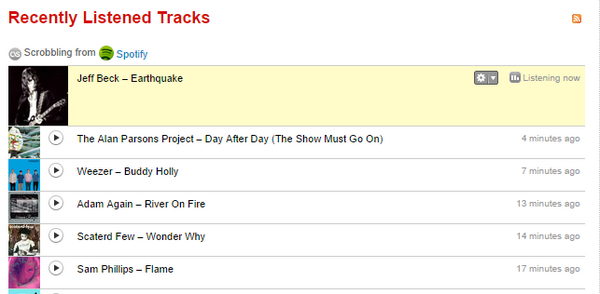 Recently Listened Tracks
Scrobbling from Spotify
Jeff Beck – Earthquake Listening now
The Alan Parsons Project – Day After Day (The Show Must Go On) 4 minutes ago
Weezer – Buddy Holly 7 minutes ago
Adam Again – River On Fire 13 minutes ago
Scaterd Few – Wonder Why 14 minutes ago
Sam Phillips – Flame 17 minutes ago